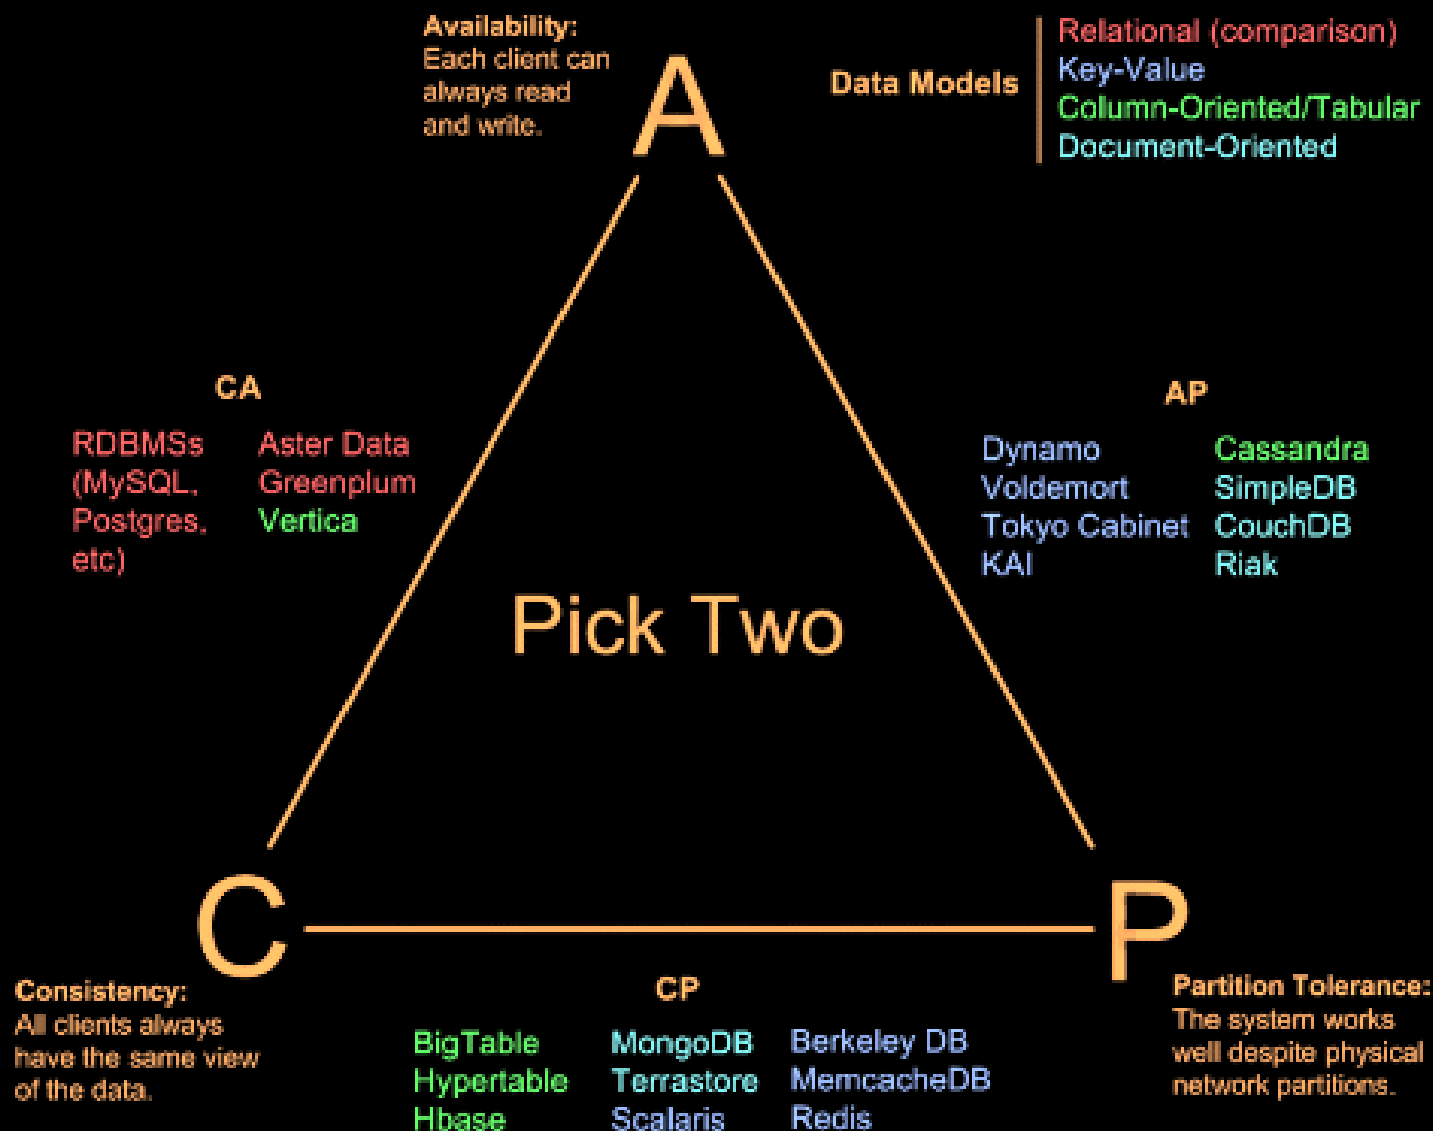 Availability:
Each client can
always read
and write.
A
Data Models
Relational (comparison)
Key-Value
Column-Oriented/Tabular
Document-Oriented
CA
RDBMSs
(MySQL,
Postgres,
etc)
Aster Data
Greenplum
Vertica
AP
Dynamo
Voldemort
Tokyo Cabinet
KAI
Cassandra
SimpleDB
CouchDB
Riak
Pick Two
C
P
Consistency:
All clients always
have the same view
of the data.
CP
BigTable
Hypertable
Hbase
MongoDB
Terrastore
Scalaris
Berkeley DB
MemcacheDB
Redis
Partition Tolerance:
The system works
well despite physical
network partitions.